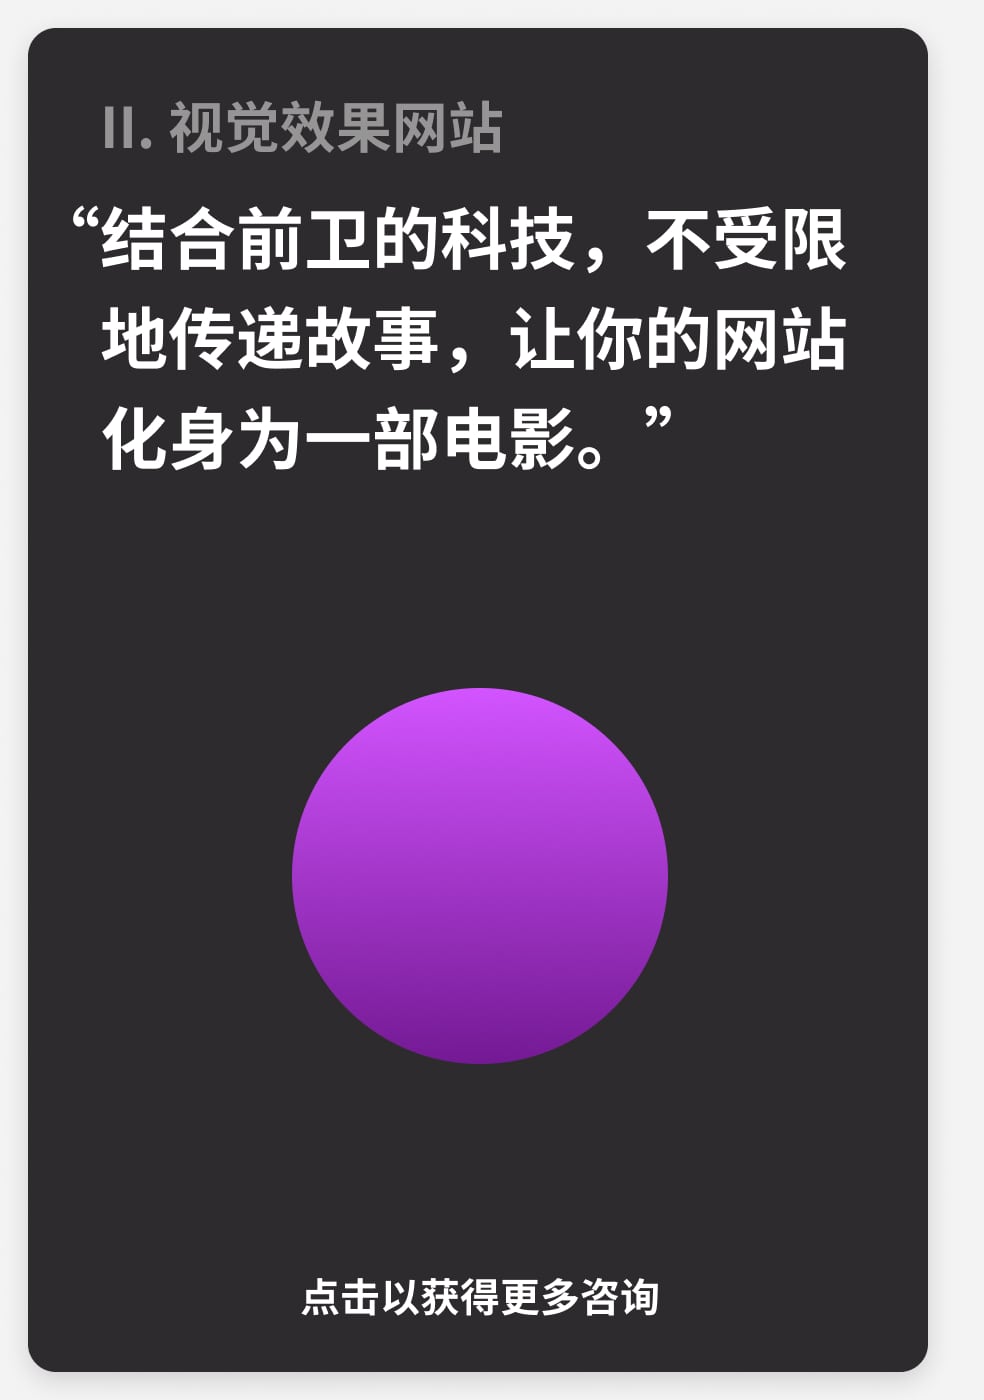 II. 视觉效果网站
“结合前卫的科技，不受限
地传递故事，让你的网站
化身为一部电影。”
点击以获得更多咨询